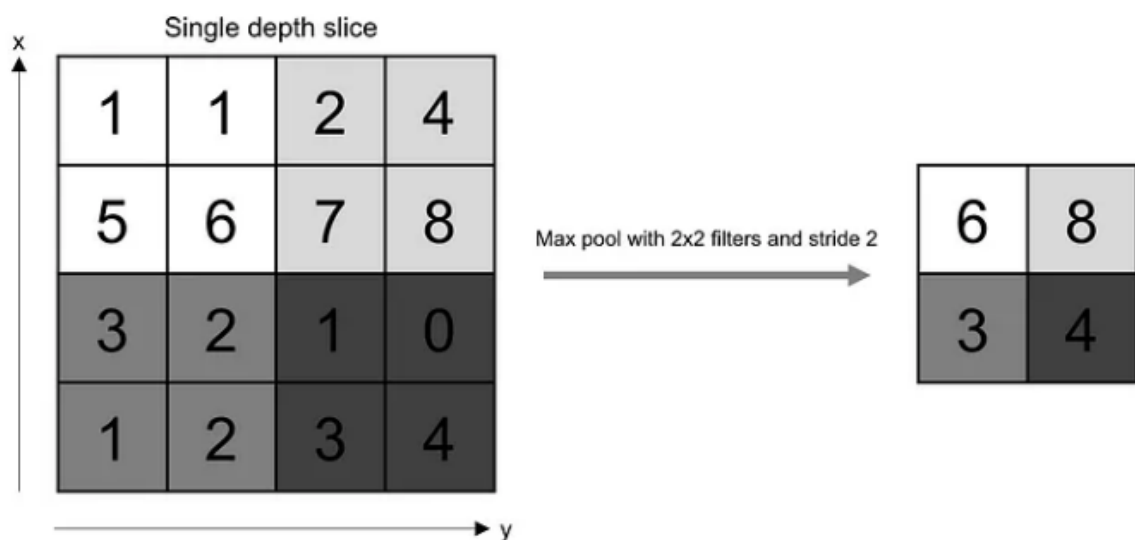 Single depth slice
x
1 1 2 4
5 6 7 8
Max pool with 2x2 filters and stride 2
6 8
3 2 1 0
3 4
1 2 3 4
y